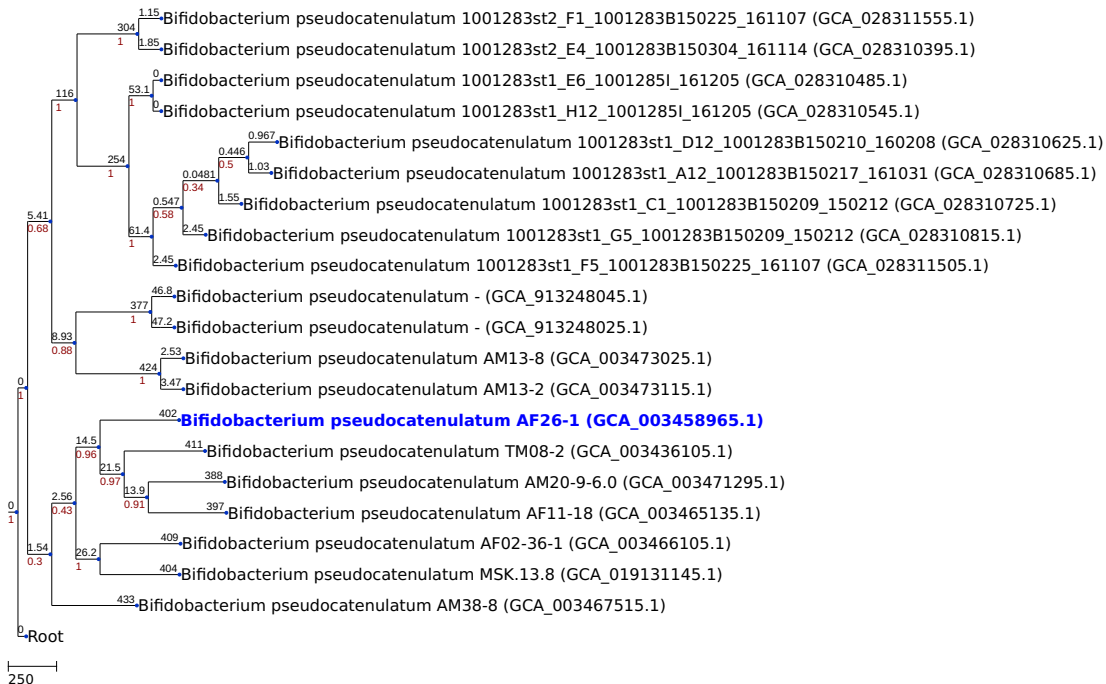 1.15 Bifidobacterium pseudocatenulatum 1001283st2_F1_1001283B150225_161107 (GCA_028311555.1)
304
1
1.85 Bifidobacterium pseudocatenulatum 1001283st2_E4_1001283B150304_161114 (GCA_028310395.1)
0 Bifidobacterium pseudocatenulatum 1001283st1_E6_1001285I_161205 (GCA_028310485.1)
116 53.1
1 1
0 Bifidobacterium pseudocatenulatum 1001283st1_H12_1001285I_161205 (GCA_028310545.1)
0.967 Bifidobacterium pseudocatenulatum 1001283st1_D12_1001283B150210_160208 (GCA_028310625.1)
254 0.446
1 0.5
1.03 Bifidobacterium pseudocatenulatum 1001283st1_A12_1001283B150217_161031 (GCA_028310685.1)
0.0481
0.34
1.55 Bifidobacterium pseudocatenulatum 1001283st1_C1_1001283B150209_150212 (GCA_028310725.1)
5.41 0.547
0.68 0.58
2.45 Bifidobacterium pseudocatenulatum 1001283st1_G5_1001283B150209_150212 (GCA_028310815.1)
61.4
1
2.45 Bifidobacterium pseudocatenulatum 1001283st1_F5_1001283B150225_161107 (GCA_028311505.1)
46.8 Bifidobacterium pseudocatenulatum - (GCA_913248045.1)
377
1
47.2 Bifidobacterium pseudocatenulatum - (GCA_913248025.1)
8.93
0.88
2.53 Bifidobacterium pseudocatenulatum AM13-8 (GCA_003473025.1)
424
1
3.47 Bifidobacterium pseudocatenulatum AM13-2 (GCA_003473115.1)
0
1
402 Bifidobacterium pseudocatenulatum AF26-1 (GCA_003458965.1)
14.5
0.96
411 Bifidobacterium pseudocatenulatum TM08-2 (GCA_003436105.1)
21.5
0.97
388 Bifidobacterium pseudocatenulatum AM20-9-6.0 (GCA_003471295.1)
2.56 13.9
0.43 0.91
397 Bifidobacterium pseudocatenulatum AF11-18 (GCA_003465135.1)
0
1
409 Bifidobacterium pseudocatenulatum AF02-36-1 (GCA_003466105.1)
1.54 26.2
0.3 1
404 Bifidobacterium pseudocatenulatum MSK.13.8 (GCA_019131145.1)
433 Bifidobacterium pseudocatenulatum AM38-8 (GCA_003467515.1)
0 Root
250